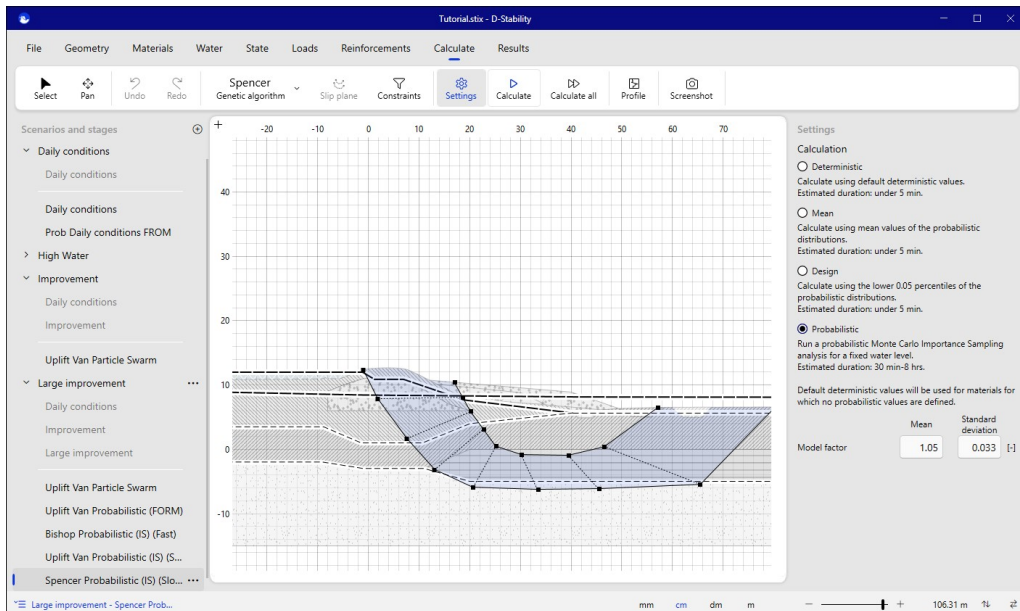 Tutorial.stix - D-Stability
File Geometry Materials Water State Loads Reinforcements Calculate Results
Select
Pan
Undo
Redo
Spencer
Genetic algorithm
Slip plane
Constraints
Settings
Calculate
Calculate all
Profile
Screenshot
Scenarios and stages
Daily conditions
Daily conditions
Daily conditions
Prob Daily conditions FROM
High Water
Improvement
Daily conditions
Improvement
Uplift Van Particle Swarm
Large improvement
Daily conditions
Improvement
Large improvement
Uplift Van Particle Swarm
Uplift Van Probabilistic (FORM)
Bishop Probabilistic (IS) (Fast)
Uplift Van Probabilistic (IS) (S...
Spencer Probabilistic (IS) (Slo...
-20 -10 0 10 20 30 40 50 60 70
40
30
20
10
0
-10
Settings
Calculation
Deterministic
Calculate using default deterministic values.
Estimated duration: under 5 min.
Mean
Calculate using mean values of the probabilistic
distributions.
Estimated duration: under 5 min.
Design
Calculate using the lower 0.05 percentiles of the
probabilistic distributions.
Estimated duration: under 5 min.
Probabilistic
Run a probabilistic Monte Carlo Importance Sampling
analysis for a fixed water level.
Estimated duration: 30 min-8 hrs.
Default deterministic values will be used for materials for
which no probabilistic values are defined.
Mean Standard
deviation
Model factor 1.05 0.033 [-]
Large improvement - Spencer Prob...
mm cm dm m
106.31 m